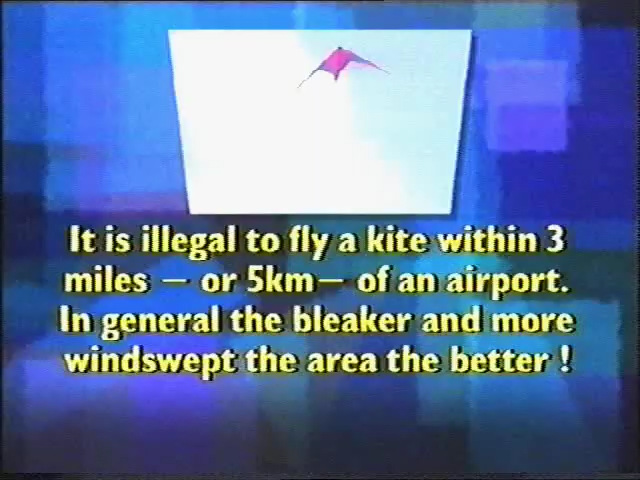 It is illegal to fly a kite within 3
miles – or 5km– of an airport.
In general the bleaker and more
windswept the area the better !